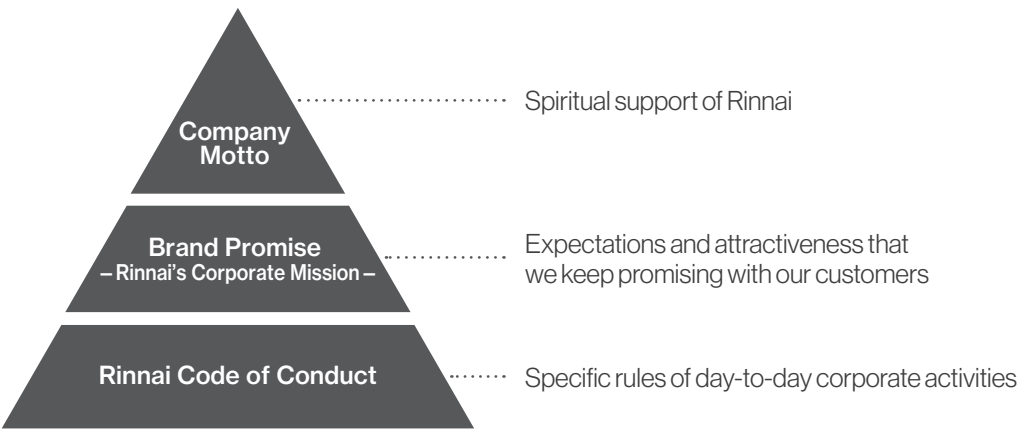 Company
Motto
Spiritual support of Rinnai
Brand Promise
– Rinnai's Corporate Mission –
Expectations and attractiveness that
we keep promising with our customers
Rinnai Code of Conduct
Specific rules of day-to-day corporate activities